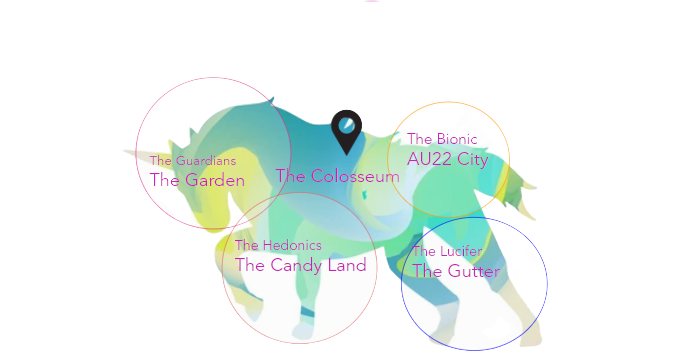 The Guardians
The Garden
The Colosseum
The Bionic
AU22 City
The Hedonics
The Candy Land
The Lucifer
The Gutter